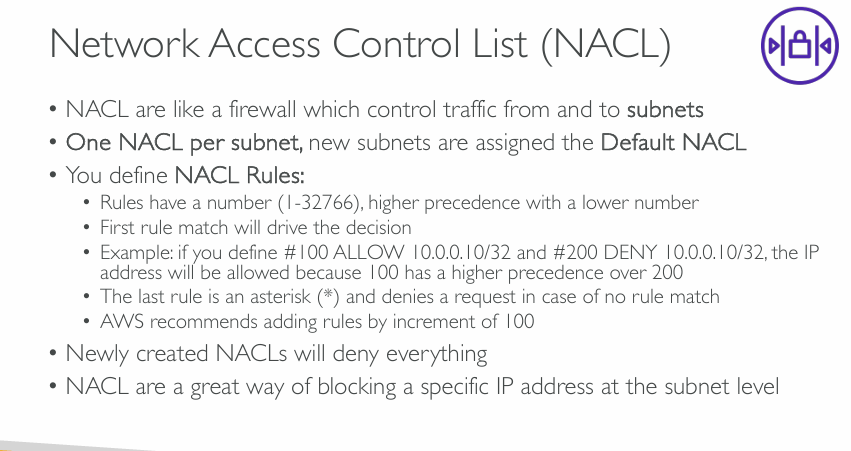 Network Access Control List (NACL)
• NACL are like a firewall which control traffic from and to subnets
• One NACL per subnet, new subnets are assigned the Default NACL
• You define NACL Rules:
• Rules have a number (1-32766), higher precedence with a lower number
• First rule match will drive the decision
• Example: if you define #100 ALLOW 10.0.0.10/32 and #200 DENY 10.0.0.10/32, the IP
address will be allowed because 100 has a higher precedence over 200
• The last rule is an asterisk (*) and denies a request in case of no rule match
• AWS recommends adding rules by increment of 100
• Newly created NACLs will deny everything
• NACL are a great way of blocking a specific IP address at the subnet level